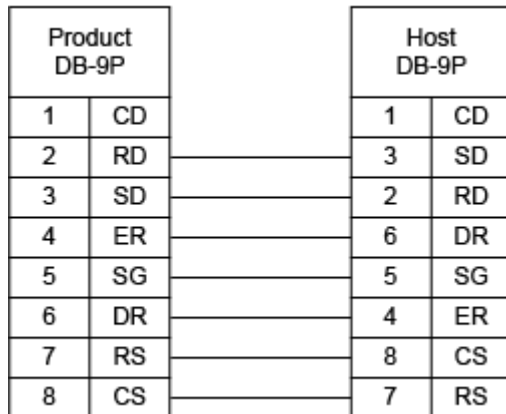 Product Host
DB-9P DB-9P
1 CD 1 CD
2 RD 3 SD
3 SD 2 RD
4 ER 6 DR
5 SG 5 SG
6 DR 4 ER
7 RS 8 CS
8 CS 7 RS